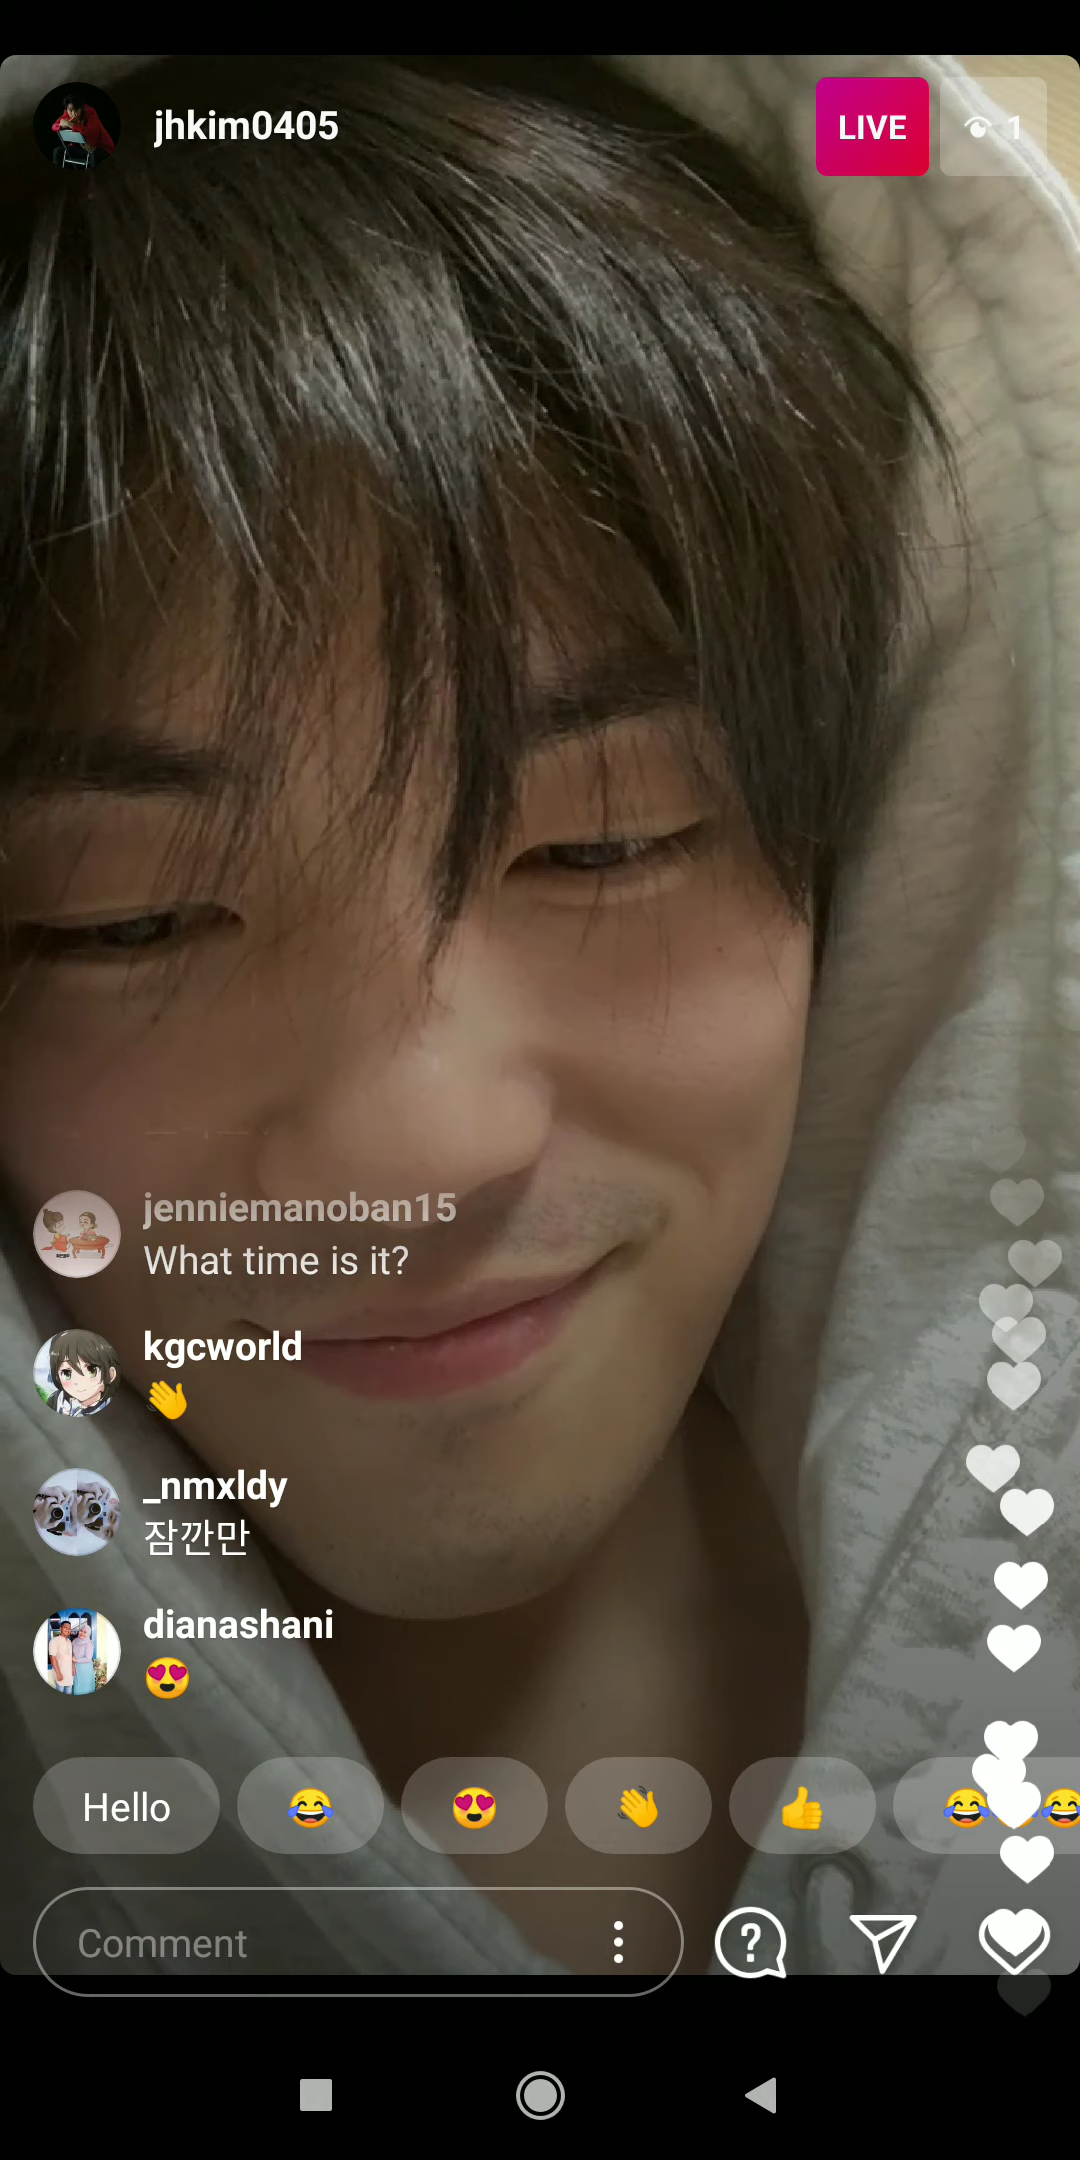 jhkim0405
LIVE
1
jenniemanoban15
What time is it?
kgcworld
👋
_nmxldy
잠깐만
dianashani
😍
Hello 😂 😍 👋 👍 😂
Comment